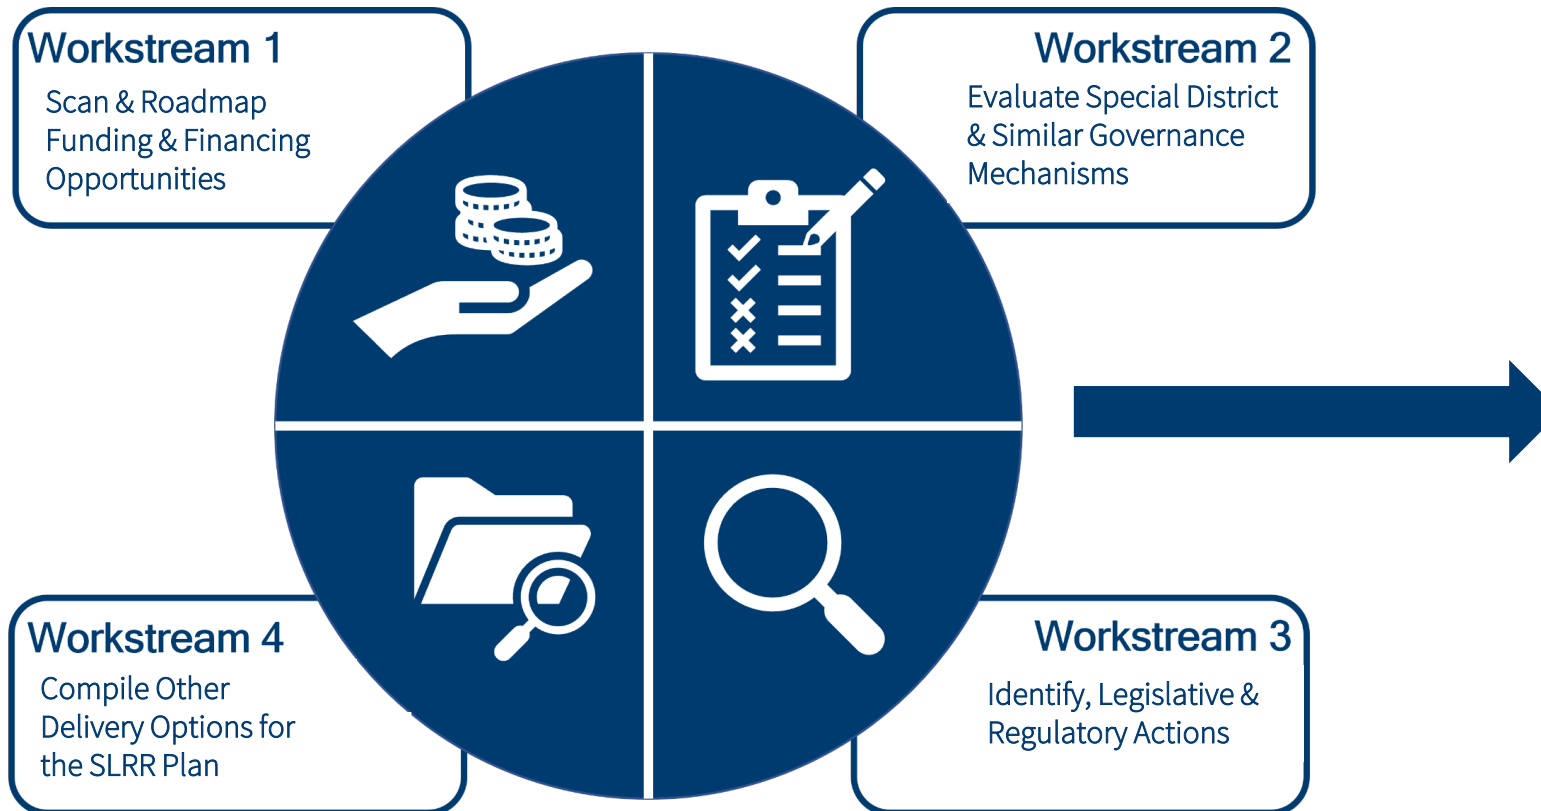 Workstream 1
Scan & Roadmap
Funding & Financing
Opportunities
Workstream 2
Evaluate Special District
& Similar Governance
Mechanisms
Workstream 4
Compile Other
Delivery Options for
the SLRR Plan
Workstream 3
Identify, Legislative &
Regulatory Actions